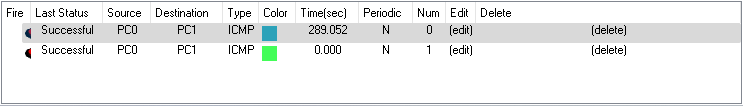 Fire Last Status Source Destination Type Color Time(sec) Periodic Num Edit Delete
Successful PC0 PC1 ICMP 289.052 N 0 (edit) (delete)
Successful PC0 PC1 ICMP 0.000 N 1 (edit) (delete)